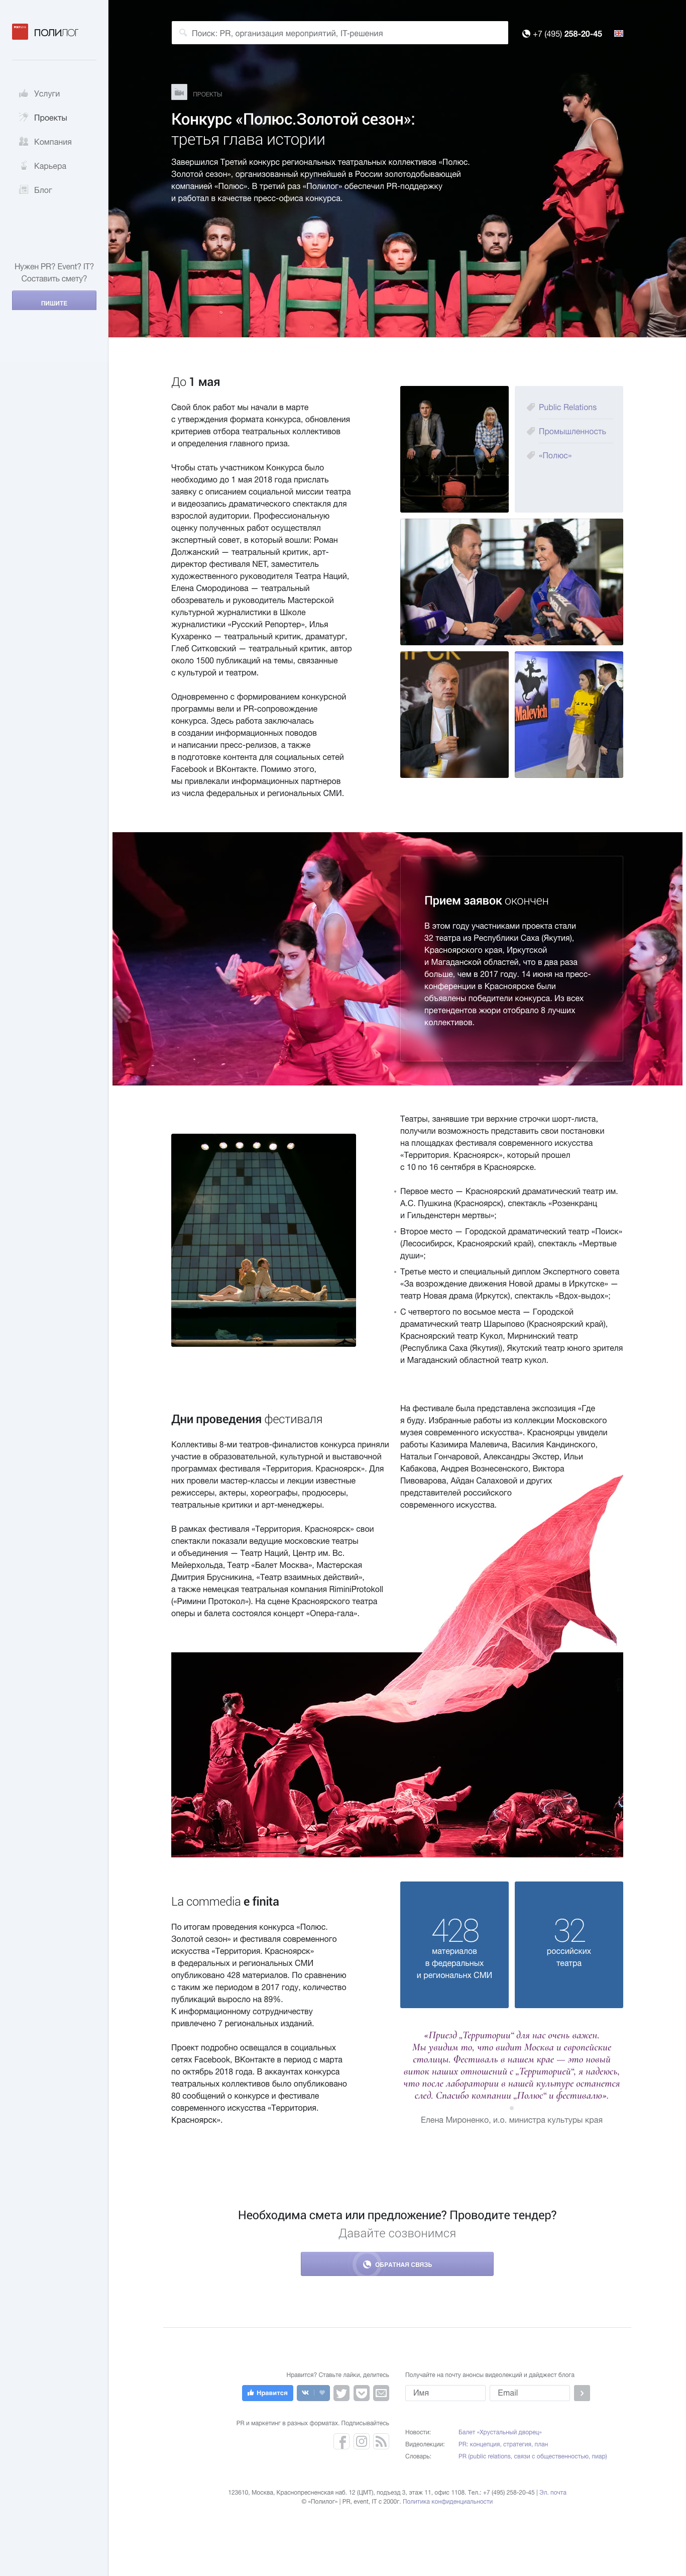 ПОЛИЛОГ
Услуги
Проекты
Компания
Карьера
Блог
Нужен PR? Event? IT?
Составить смету?
ПИШИТЕ
Поиск: PR, организация мероприятий, IT-решения
+7 (495) 258-20-45
ПРОЕКТЫ
Конкурс «Полюс.Золотой сезон»:
третья глава истории
Завершился Третий конкурс региональных театральных коллективов «Полюс.
Золотой сезон», организованный крупнейшей в России золотодобывающей
компанией «Полюс». В третий раз «Полилог» обеспечил PR-поддержку
и работал в качестве пресс-офиса конкурса.
До 1 мая
Свой блок работ мы начали в марте
с утверждения формата конкурса, обновления
критериев отбора театральных коллективов
и определения главного приза.
Чтобы стать участником Конкурса было
необходимо до 1 мая 2018 года прислать
заявку с описанием социальной миссии театра
и видеозапись драматического спектакля для
взрослой аудитории. Профессиональную
оценку полученных работ осуществлял
экспертный совет, в который вошли: Роман
Должанский — театральный критик, арт-
директор фестиваля NET, заместитель
художественного руководителя Театра Наций,
Елена Смородинова — театральный
обозреватель и руководитель Мастерской
культурной журналистики в Школе
журналистики «Русский Репортер», Илья
Кухаренко — театральный критик, драматург,
Глеб Ситковский — театральный критик, автор
около 1500 публикаций на темы, связанные
с культурой и театром.
Одновременно с формированием конкурсной
программы вели и PR-сопровождение
конкурса. Здесь работа заключалась
в создании информационных поводов
и написании пресс-релизов, а также
в подготовке контента для социальных сетей
Facebook и ВКонтакте. Помимо этого,
мы привлекали информационных партнеров
из числа федеральных и региональных СМИ.
Public Relations
Промышленность
«Полюс»
Malevich
Прием заявок окончен
В этом году участниками проекта стали
32 театра из Республики Саха (Якутия),
Красноярского края, Иркутской
и Магаданской областей, что в два раза
больше, чем в 2017 году. 14 июня на пресс-
конференции в Красноярске были
объявлены победители конкурса. Из всех
претендентов жюри отобрало 8 лучших
коллективов.
Театры, занявшие три верхние строчки шорт-листа,
получили возможность представить свои постановки
на площадках фестиваля современного искусства
«Территория. Красноярск», который прошел
с 10 по 16 сентября в Красноярске.
Первое место — Красноярский драматический театр им.
А.С. Пушкина (Красноярск), спектакль «Розенкранц
и Гильденстерн мертвы»;
Второе место — Городской драматический театр «Поиск»
(Лесосибирск, Красноярский край), спектакль «Мертвые
души»;
Третье место и специальный диплом Экспертного совета
«За возрождение движения Новой драмы в Иркутске» —
театр Новая драма (Иркутск), спектакль «Вдох-выдох»;
С четвертого по восьмое места — Городской
драматический театр Шарыпово (Красноярский край),
Красноярский театр Кукол, Мирнинский театр
(Республика Саха (Якутия)), Якутский театр юного зрителя
и Магаданский областной театр кукол.
Дни проведения фестиваля
Коллективы 8-ми театров-финалистов конкурса приняли
участие в образовательной, культурной и выставочной
программах фестиваля «Территория. Красноярск». Для
них провели мастер-классы и лекции известные
режиссеры, актеры, хореографы, продюсеры,
театральные критики и арт-менеджеры.
В рамках фестиваля «Территория. Красноярск» свои
спектакли показали ведущие московские театры
и объединения — Театр Наций, Центр им. Вс.
Мейерхольда, Театр «Балет Москва», Мастерская
Дмитрия Брусникина, «Театр взаимных действий»,
а также немецкая театральная компания RiminiProtokoll
(«Римини Протокол»). На сцене Красноярского театра
оперы и балета состоялся концерт «Опера-гала».
На фестивале была представлена экспозиция «Где
я буду. Избранные работы из коллекции Московского
музея современного искусства». Красноярцы увидели
работы Казимира Малевича, Василия Кандинского,
Натальи Гончаровой, Александры Экстер, Ильи
Кабакова, Андрея Вознесенского, Виктора
Пивоварова, Айдан Салаховой и других
представителей российского
современного искусства.
La commedia e finita
По итогам проведения конкурса «Полюс.
Золотой сезон» и фестиваля современного
искусства «Территория. Красноярск»
в федеральных и региональных СМИ
опубликовано 428 материалов. По сравнению
с таким же периодом в 2017 году, количество
публикаций выросло на 89%.
К информационному сотрудничеству
привлечено 7 региональных изданий.
Проект подробно освещался в социальных
сетях Facebook, ВКонтакте в период с марта
по октябрь 2018 года. В аккаунтах конкурса
театральных коллективов было опубликовано
80 сообщений о конкурсе и фестивале
современного искусства «Территория.
Красноярск».
428
материалов
в федеральных
и региональнх СМИ
32
российских
театра
«Приезд „Территории“ для нас очень важен.
Мы увидим то, что видит Москва и европейские
столицы. Фестиваль в нашем крае — это новый
виток наших отношений с „Территорией“, я надеюсь,
что после лаборатории в нашей культуре останется
след. Спасибо компании „Полюс“ и фестивалю».
Елена Мироненко, и.о. министра культуры края
Необходима смета или предложение? Проводите тендер?
Давайте созвонимся
ОБРАТНАЯ СВЯЗЬ
Нравится? Ставьте лайки, делитесь
Нравится
PR и маркетинг в разных форматах. Подписывайтесь
Получайте на почту анонсы видеолекций и дайджест блога
Имя
Email
Новости: Балет «Хрустальный дворец»
Видеолекции: PR: концепция, стратегия, план
Словарь: PR (public relations, связи с общественностью, пиар)
123610, Москва, Краснопресненская наб. 12 (ЦМТ), подъезд 3, этаж 11, офис 1108. Тел.: +7 (495) 258-20-45 | Эл. почта
© «Полилог» | PR, event, IT с 2000г. Политика конфиденциальности